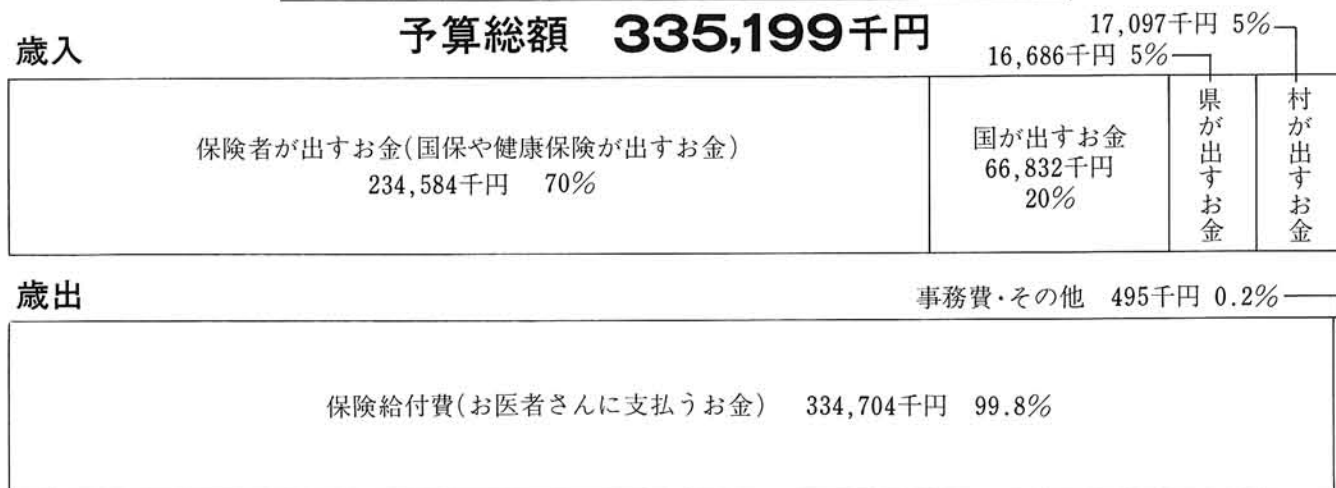 予算総額 335,199千円
歳入
17,097千円 5%
16,686千円 5%
保険者が出すお金(国保や健康保険が出すお金)
234,584千円 70%
国が出すお金
66,832千円
20%
県が出すお金
村が出すお金
歳出
事務費・その他 495千円 0.2%
保険給付費(お医者さんに支払うお金) 334,704千円 99.8%